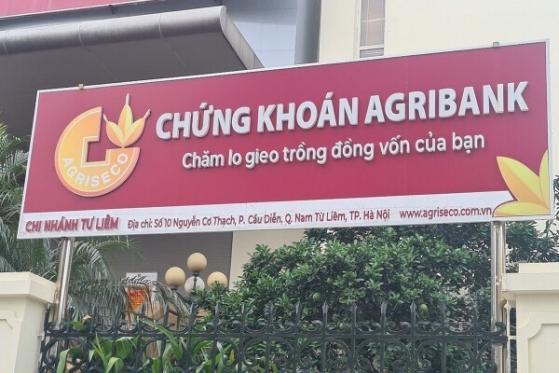 CHỨNG KHOÁN AGRIBANK
Chăm lo gieo trồng đồng vốn của bạn
AGRISECO
CHI NHÁNH TỪ LIÊM Địa chỉ: Số 10 Nguyễn Cơ Thạch, P. Cầu Diễn, Q. Nam Từ Liêm, TP. Hà Nội www.agriseco.com.vn